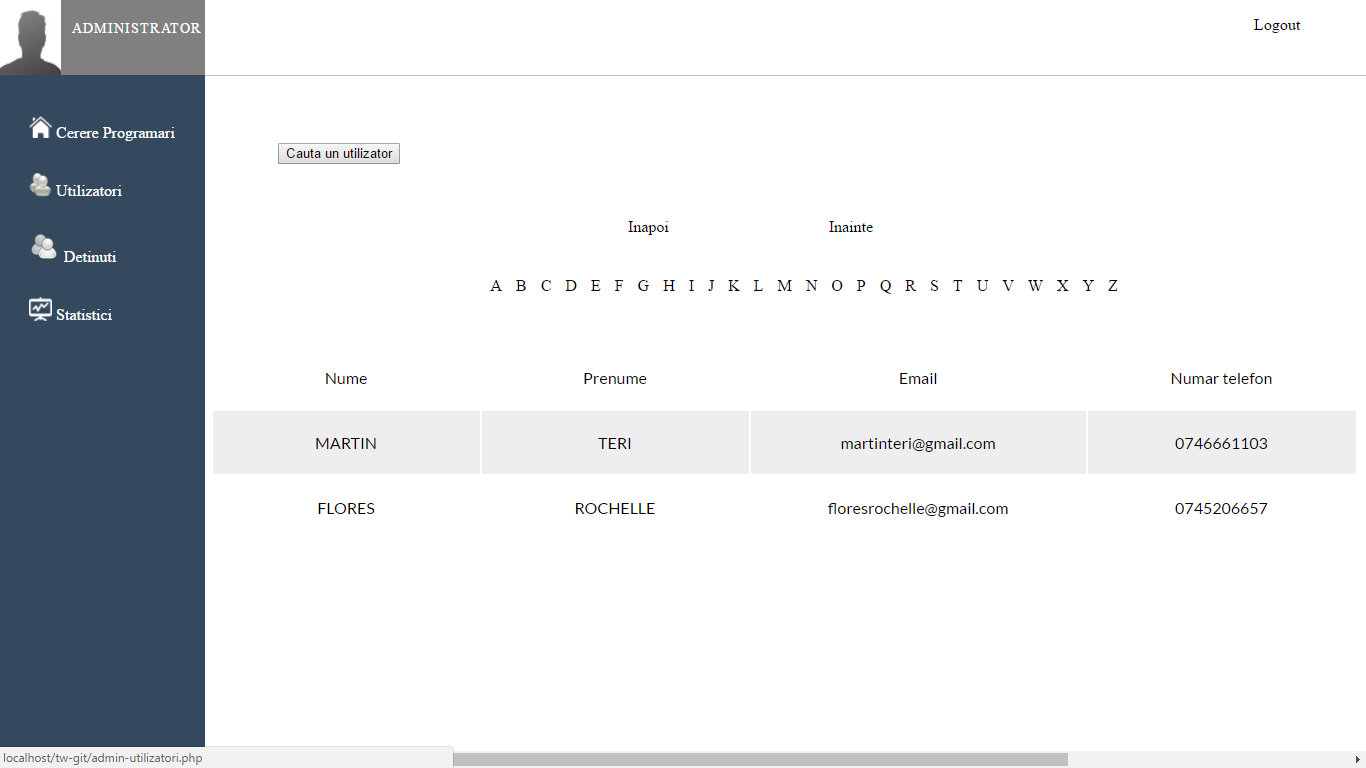 ADMINISTRATOR
Logout
Cerere Programari
Utilizatori
Detinuti
Statistici
Cauta un utilizator
Inapoi Inainte
A B C D E F G H I J K L M N O P Q R S T U V W X Y Z
Nume Prenume Email Numar telefon
MARTIN TERI martinteri@gmail.com 0746661103
FLORES ROCHELLE floresrochelle@gmail.com 0745206657
localhost/tw-git/admin-utilizatori.php